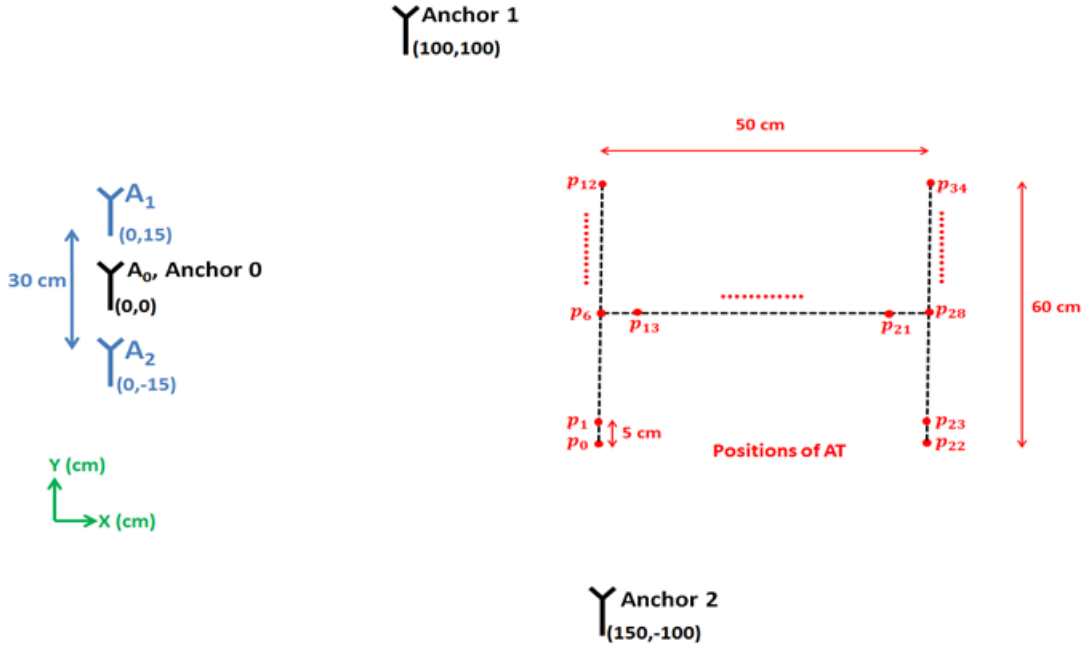 Anchor 1
(100,100)
50 cm
p12
p34
A1
(0,15)
30 cm
A0, Anchor 0
(0,0)
p6
p13
p21
p28
60 cm
A2
(0,-15)
p1
5 cm
p23
p0
Positions of AT
p22
Y (cm)
X (cm)
Anchor 2
(150,-100)